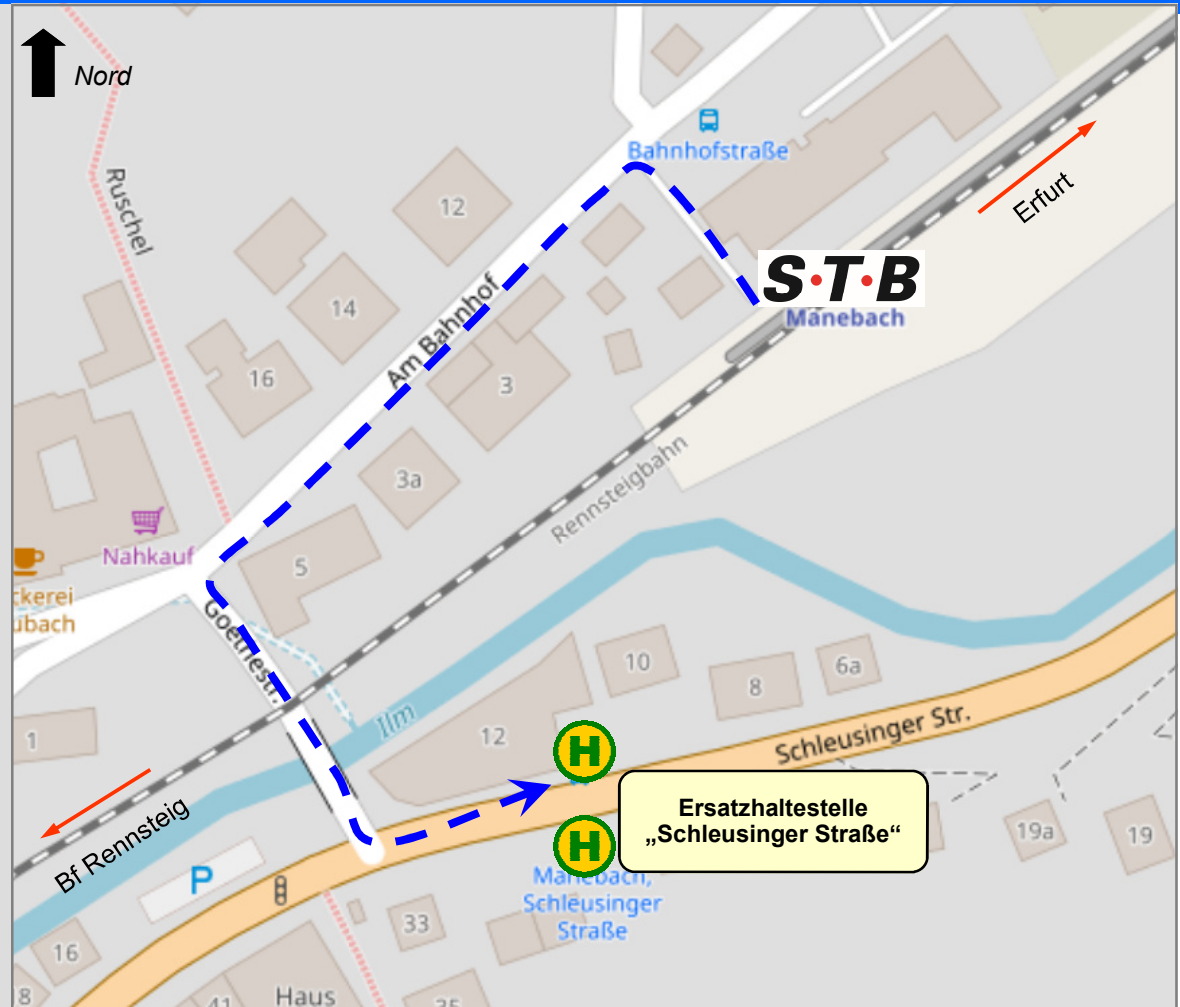 Nord
Bahnhofstraße
Ruschel
12
Erfurt
S·T·B
Manebach
14
Am Bahnhof
16
3
3a
Rennsteigbahn
Nahkauf
5
ckerei
ubach
Goethestr.
10
6a
8
Ilm
1
12
H
Schleusinger Str.
Ersatzhaltestelle
„Schleusinger Straße“
H
19a
19
Bf Rennsteig
P
Manebach,
Schleusinger
Straße
33
16
8
41
Haus
35